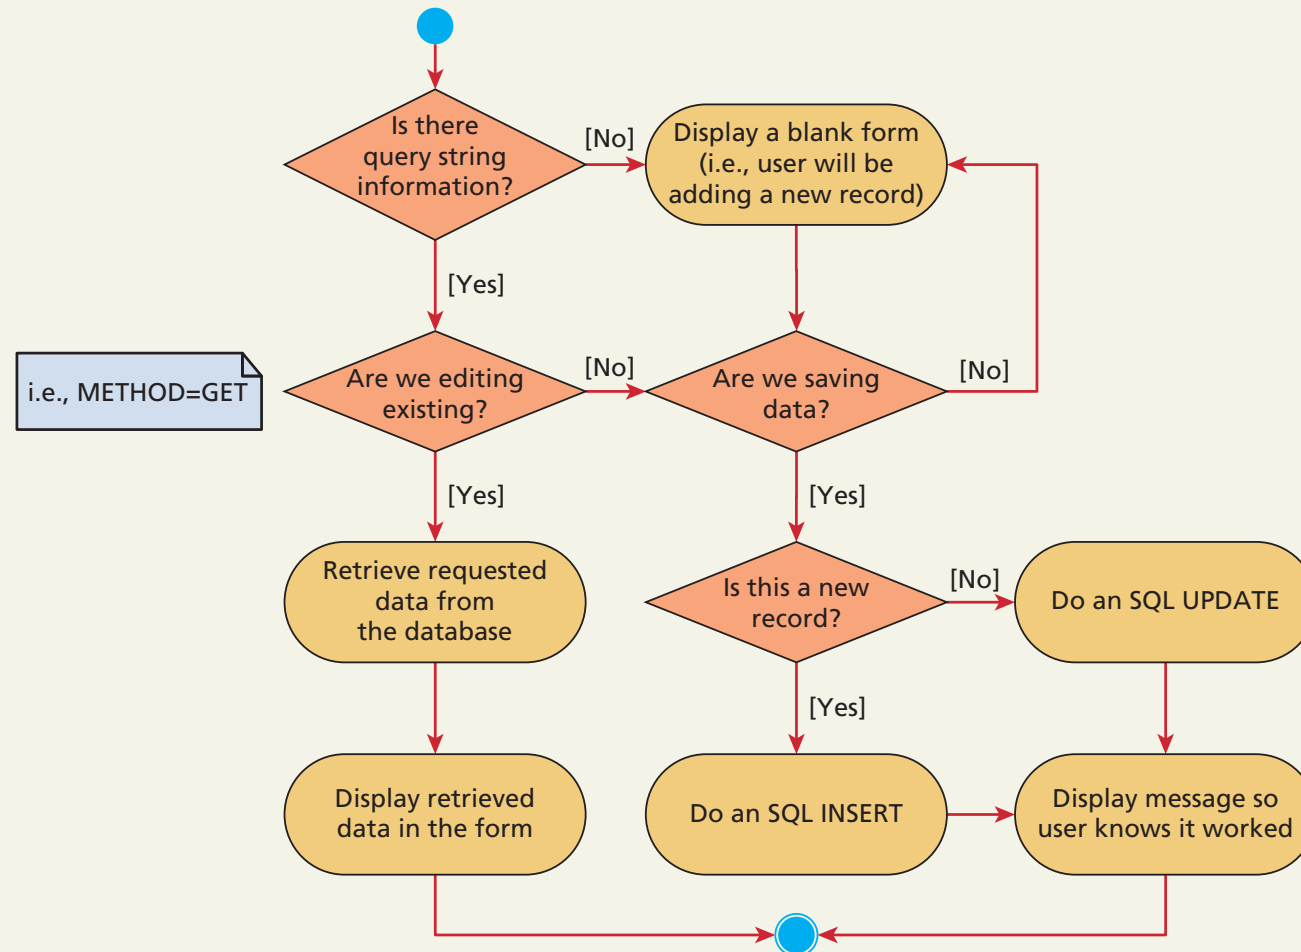 Is there
query string
information?
[No]
Display a blank form
(i.e., user will be
adding a new record)
[Yes]
i.e., METHOD=GET
Are we editing
existing?
[No]
Are we saving
data?
[No]
[Yes]
[Yes]
Retrieve requested
data from
the database
Is this a new
record?
[No]
Do an SQL UPDATE
[Yes]
Display retrieved
data in the form
Do an SQL INSERT
Display message so
user knows it worked